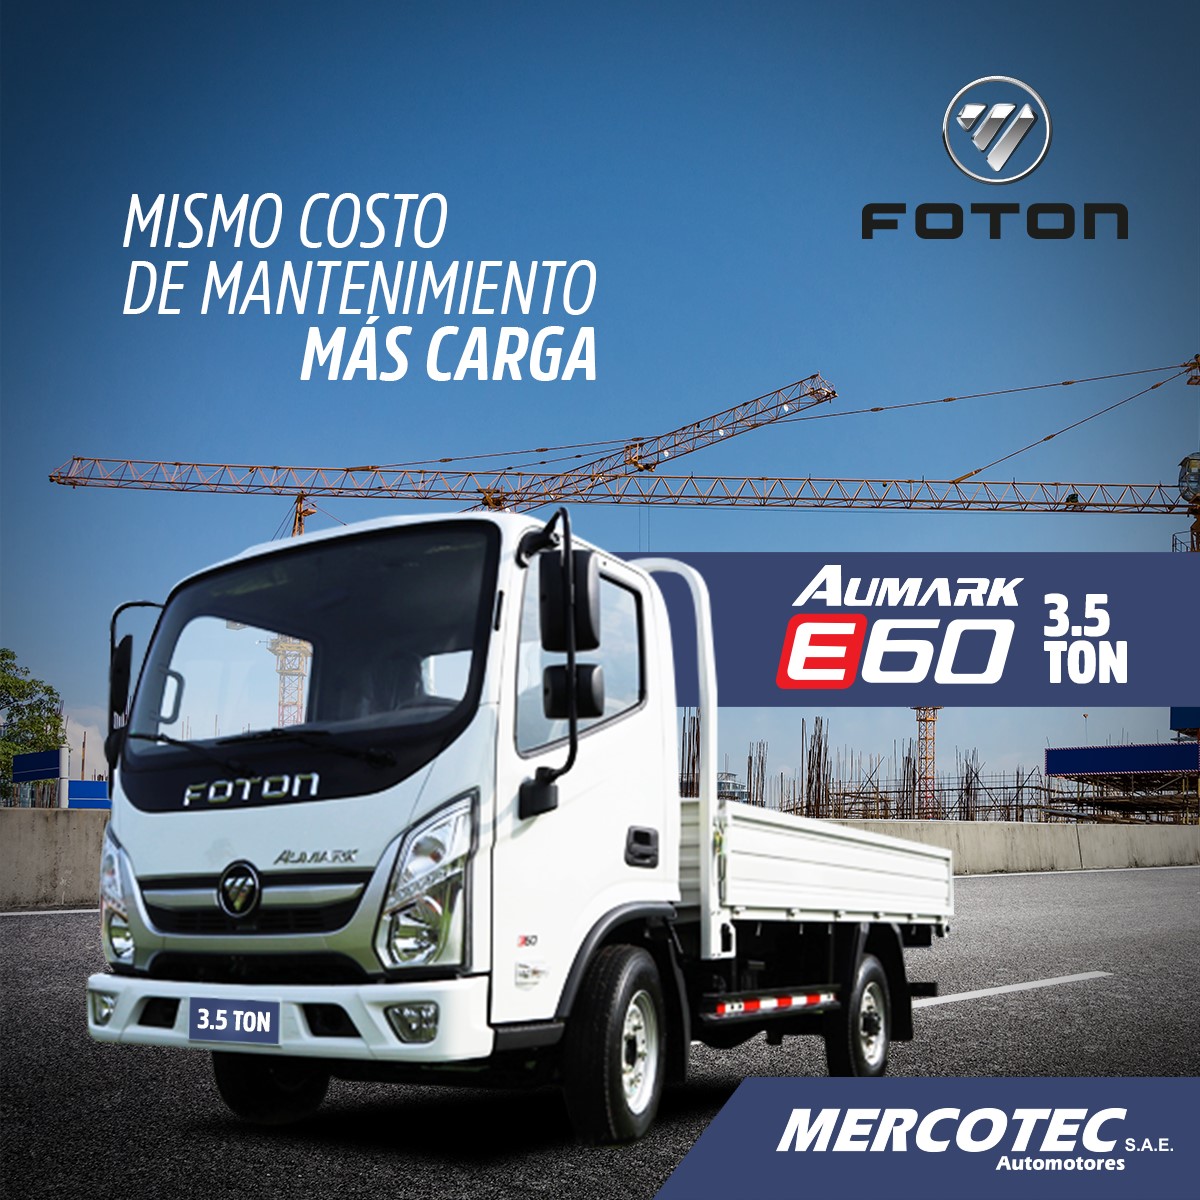 FOTON
MISMO COSTO
DE MANTENIMIENTO
MÁS CARGA
AUMARK
E60
3.5
TON
FOTON
AUMARK
E60
3.5 TON
MERCOTEC S.A.E.
Automotores